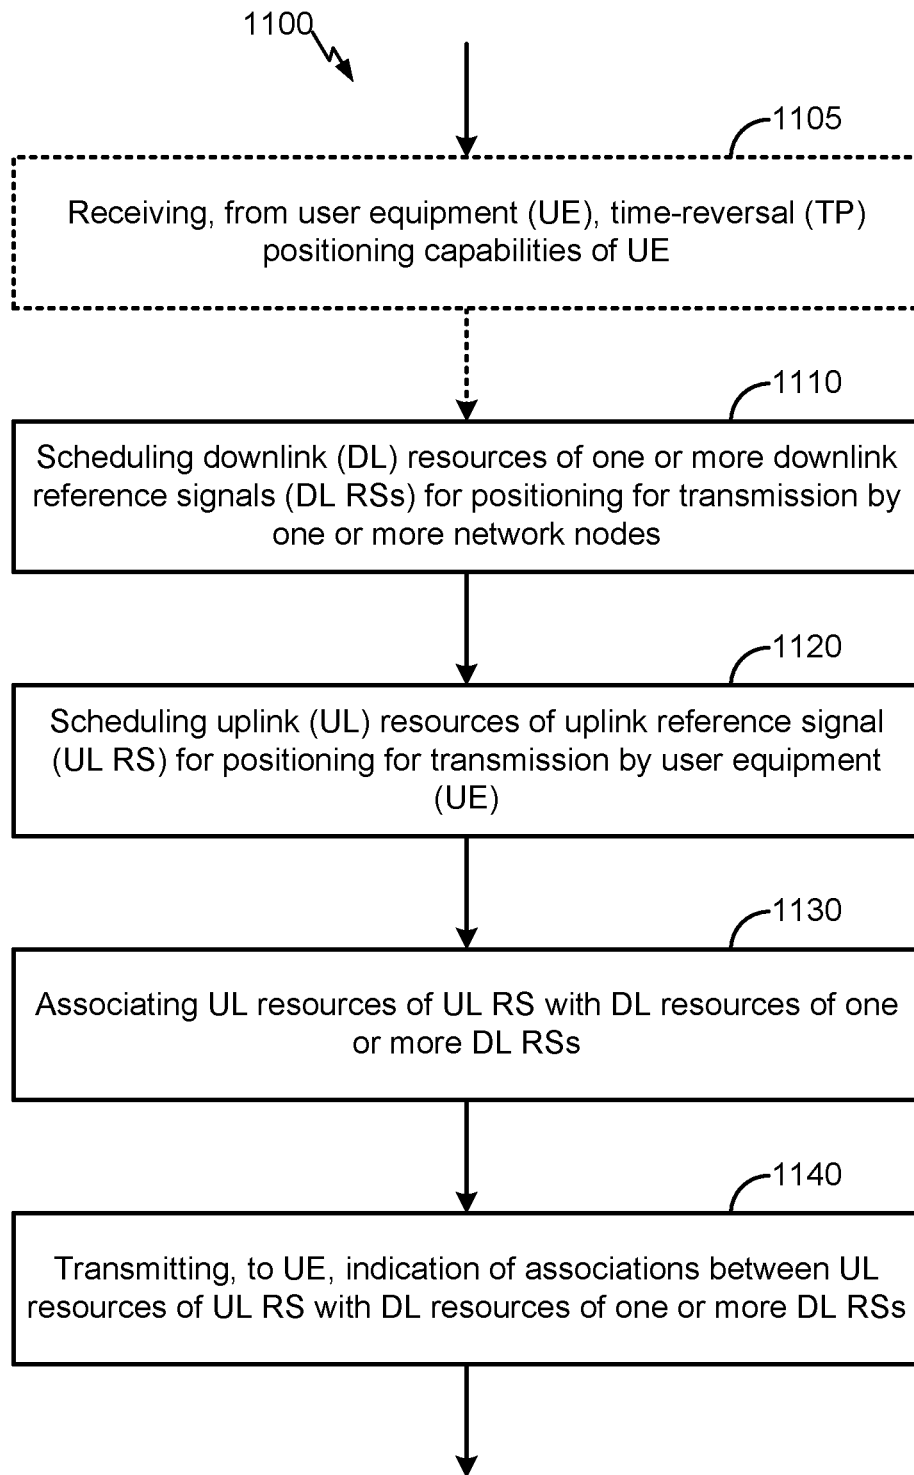 1100
1105
Receiving, from user equipment (UE), time-reversal (TP)
positioning capabilities of UE
1110
Scheduling downlink (DL) resources of one or more downlink
reference signals (DL RSs) for positioning for transmission by
one or more network nodes
1120
Scheduling uplink (UL) resources of uplink reference signal
(UL RS) for positioning for transmission by user equipment
(UE)
1130
Associating UL resources of UL RS with DL resources of one
or more DL RSs
1140
Transmitting, to UE, indication of associations between UL
resources of UL RS with DL resources of one or more DL RSs